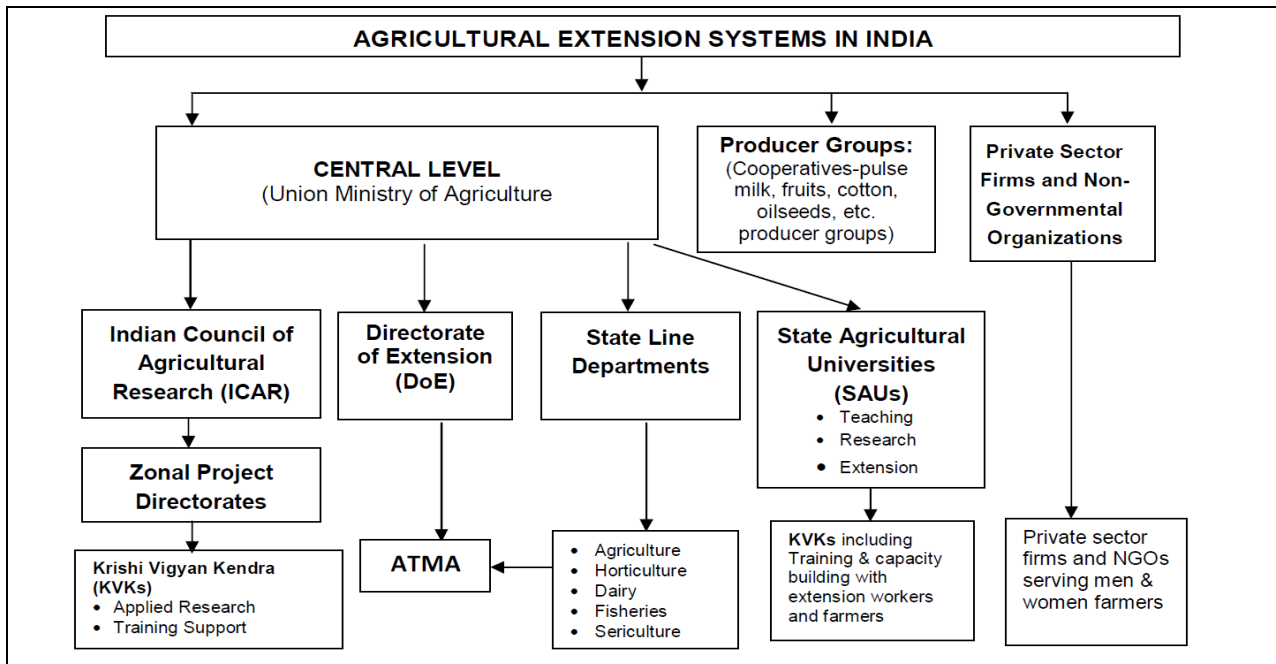 AGRICULTURAL EXTENSION SYSTEMS IN INDIA
CENTRAL LEVEL
(Union Ministry of Agriculture
Producer Groups:
(Cooperatives-pulse
milk, fruits, cotton,
oilseeds, etc.
producer groups)
Private Sector
Firms and Non-
Governmental
Organizations
Indian Council of
Agricultural
Research (ICAR)
Directorate
of Extension
(DoE)
State Line
Departments
State Agricultural
Universities
(SAUs)
• Teaching
• Research
• Extension
Zonal Project
Directorates
Krishi Vigyan Kendra
(KVKs)
• Applied Research
• Training Support
ATMA
• Agriculture
• Horticulture
• Dairy
• Fisheries
• Sericulture
KVKs including
Training & capacity
building with
extension workers
and farmers
Private sector
firms and NGOs
serving men &
women farmers